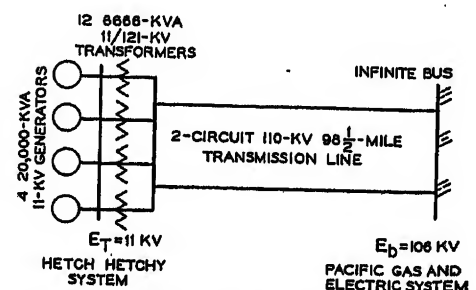 12 6666-KVA
11/121-KV
TRANSFORMERS
4 20,000-KVA
11-KV GENERATORS
INFINITE BUS
2-CIRCUIT 110-KV 98½-MILE
TRANSMISSION LINE
E_T=11 KV
HETCH HETCHY
SYSTEM
E_b=106 KV
PACIFIC GAS AND
ELECTRIC SYSTEM